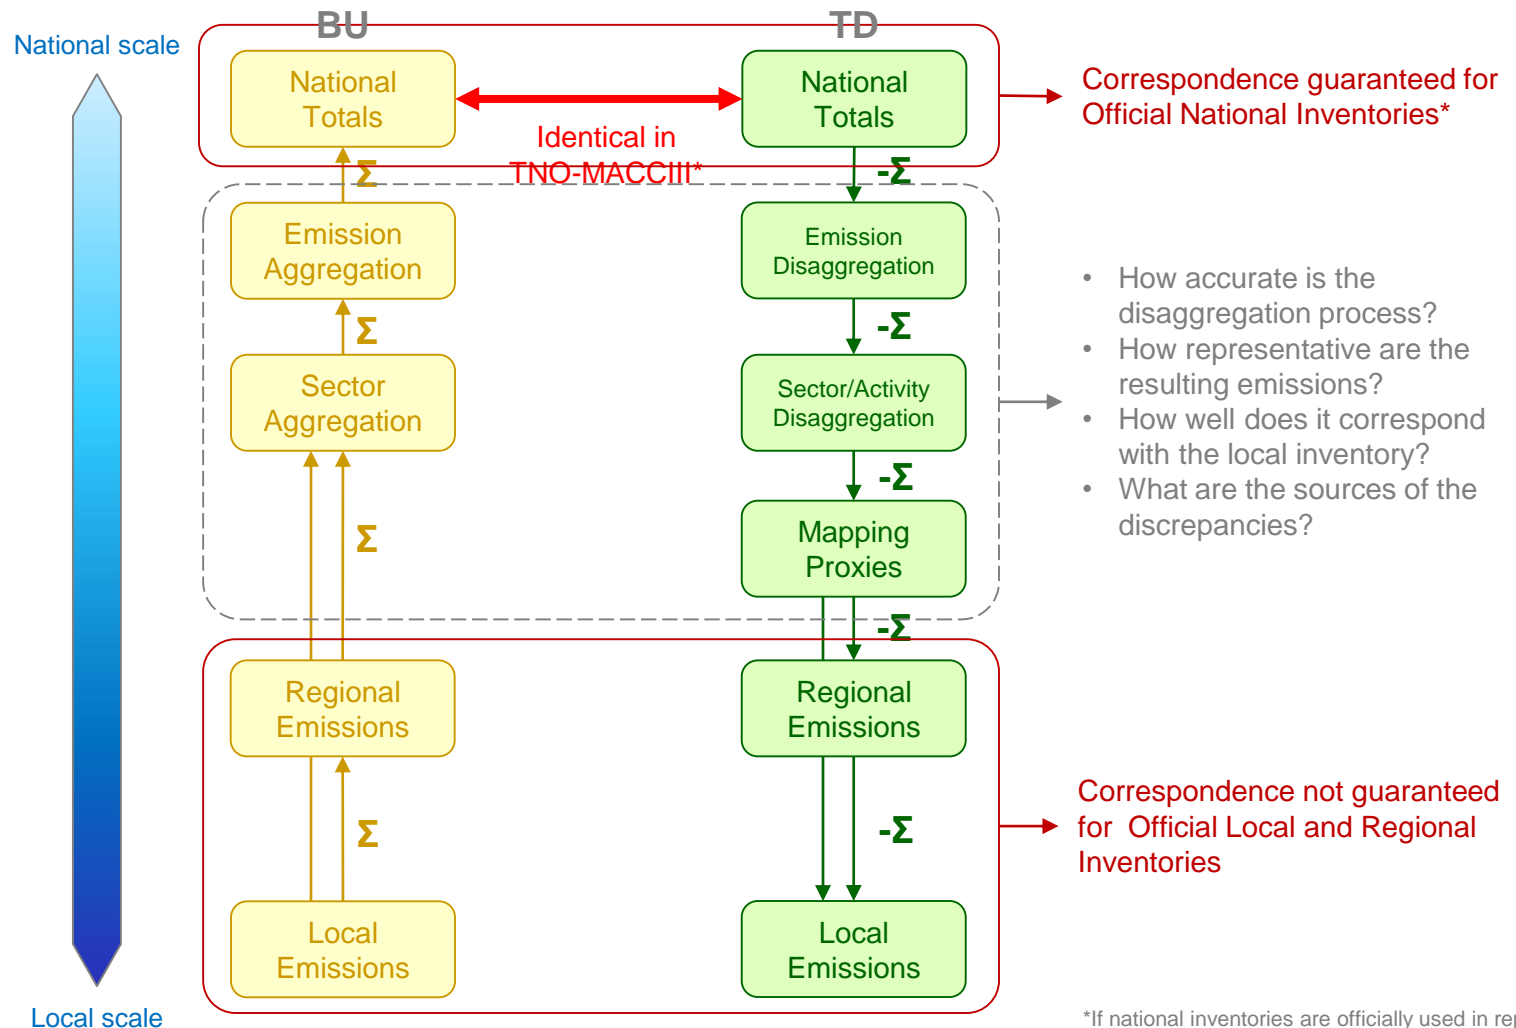 BU
TD
National scale
National
Totals
National
Totals
Identical in
TNO-MACCIII*
Correspondence guaranteed for
Official National Inventories*
Σ
-Σ
Emission
Aggregation
Emission
Disaggregation
Σ
-Σ
Sector
Aggregation
Sector/Activity
Disaggregation
• How accurate is the
disaggregation process?
• How representative are the
resulting emissions?
• How well does it correspond
with the local inventory?
• What are the sources of the
discrepancies?
-Σ
Σ
Mapping
Proxies
-Σ
Regional
Emissions
Regional
Emissions
Σ
-Σ
Correspondence not guaranteed
for Official Local and Regional
Inventories
Local
Emissions
Local
Emissions
Local scale
*If national inventories are officially used in